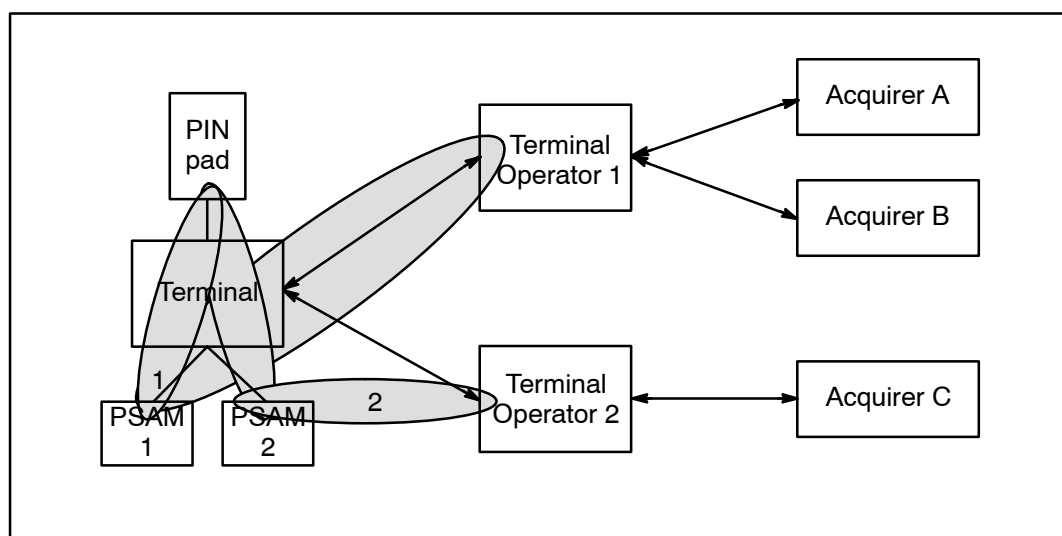 PIN
pad
Terminal
1
PSAM
1
PSAM
2
2
Terminal
Operator 1
Terminal
Operator 2
Acquirer A
Acquirer B
Acquirer C